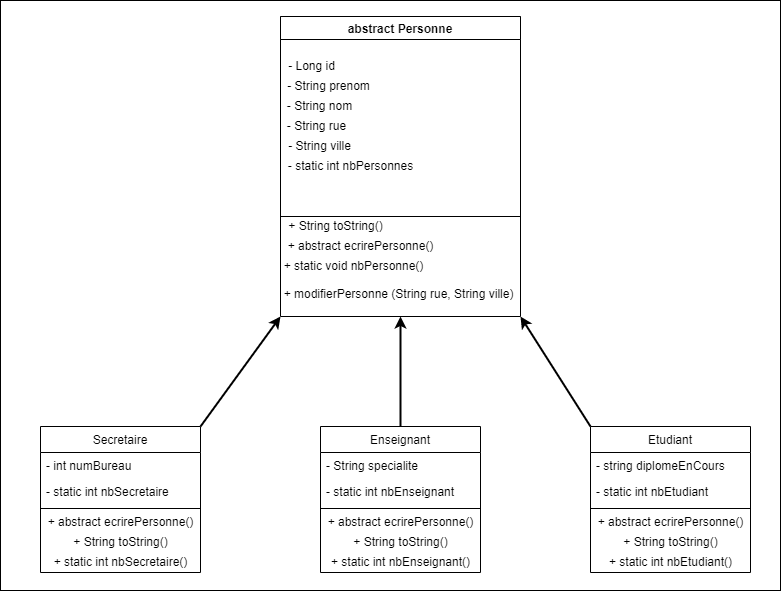 abstract Personne
- Long id
- String prenom
- String nom
- String rue
- String ville
- static int nbPersonnes
+ String toString()
+ abstract ecrirePersonne()
+ static void nbPersonne()
+ modifierPersonne (String rue, String ville)
Secretaire
- int numBureau
- static int nbSecretaire
+ abstract ecrirePersonne()
+ String toString()
+ static int nbSecretaire()
Enseignant
- String specialite
- static int nbEnseignant
+ abstract ecrirePersonne()
+ String toString()
+ static int nbEnseignant()
Etudiant
- string diplomeEnCours
- static int nbEtudiant
+ abstract ecrirePersonne()
+ String toString()
+ static int nbEtudiant()